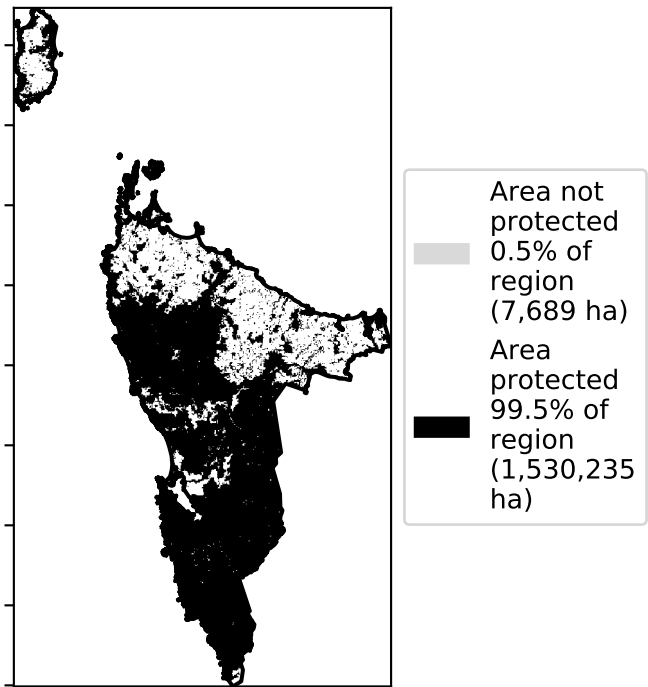 Area not
protected
0.5% of
region
(7,689 ha)
Area
protected
99.5% of
region
(1,530,235
ha)